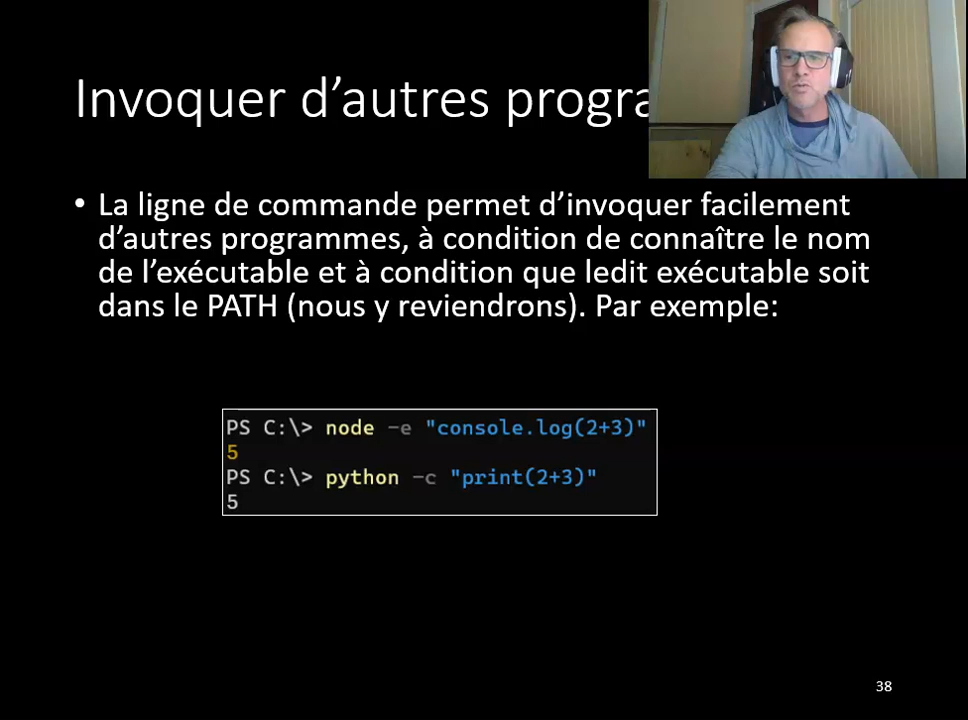 Invoquer d’autres progra
• La ligne de commande permet d’invoquer facilement
d’autres programmes, à condition de connaître le nom
de l’exécutable et à condition que ledit exécutable soit
dans le PATH (nous y reviendrons). Par exemple:
PS C:\> node -e "console.log(2+3)"
5
PS C:\> python -c "print(2+3)"
5
38